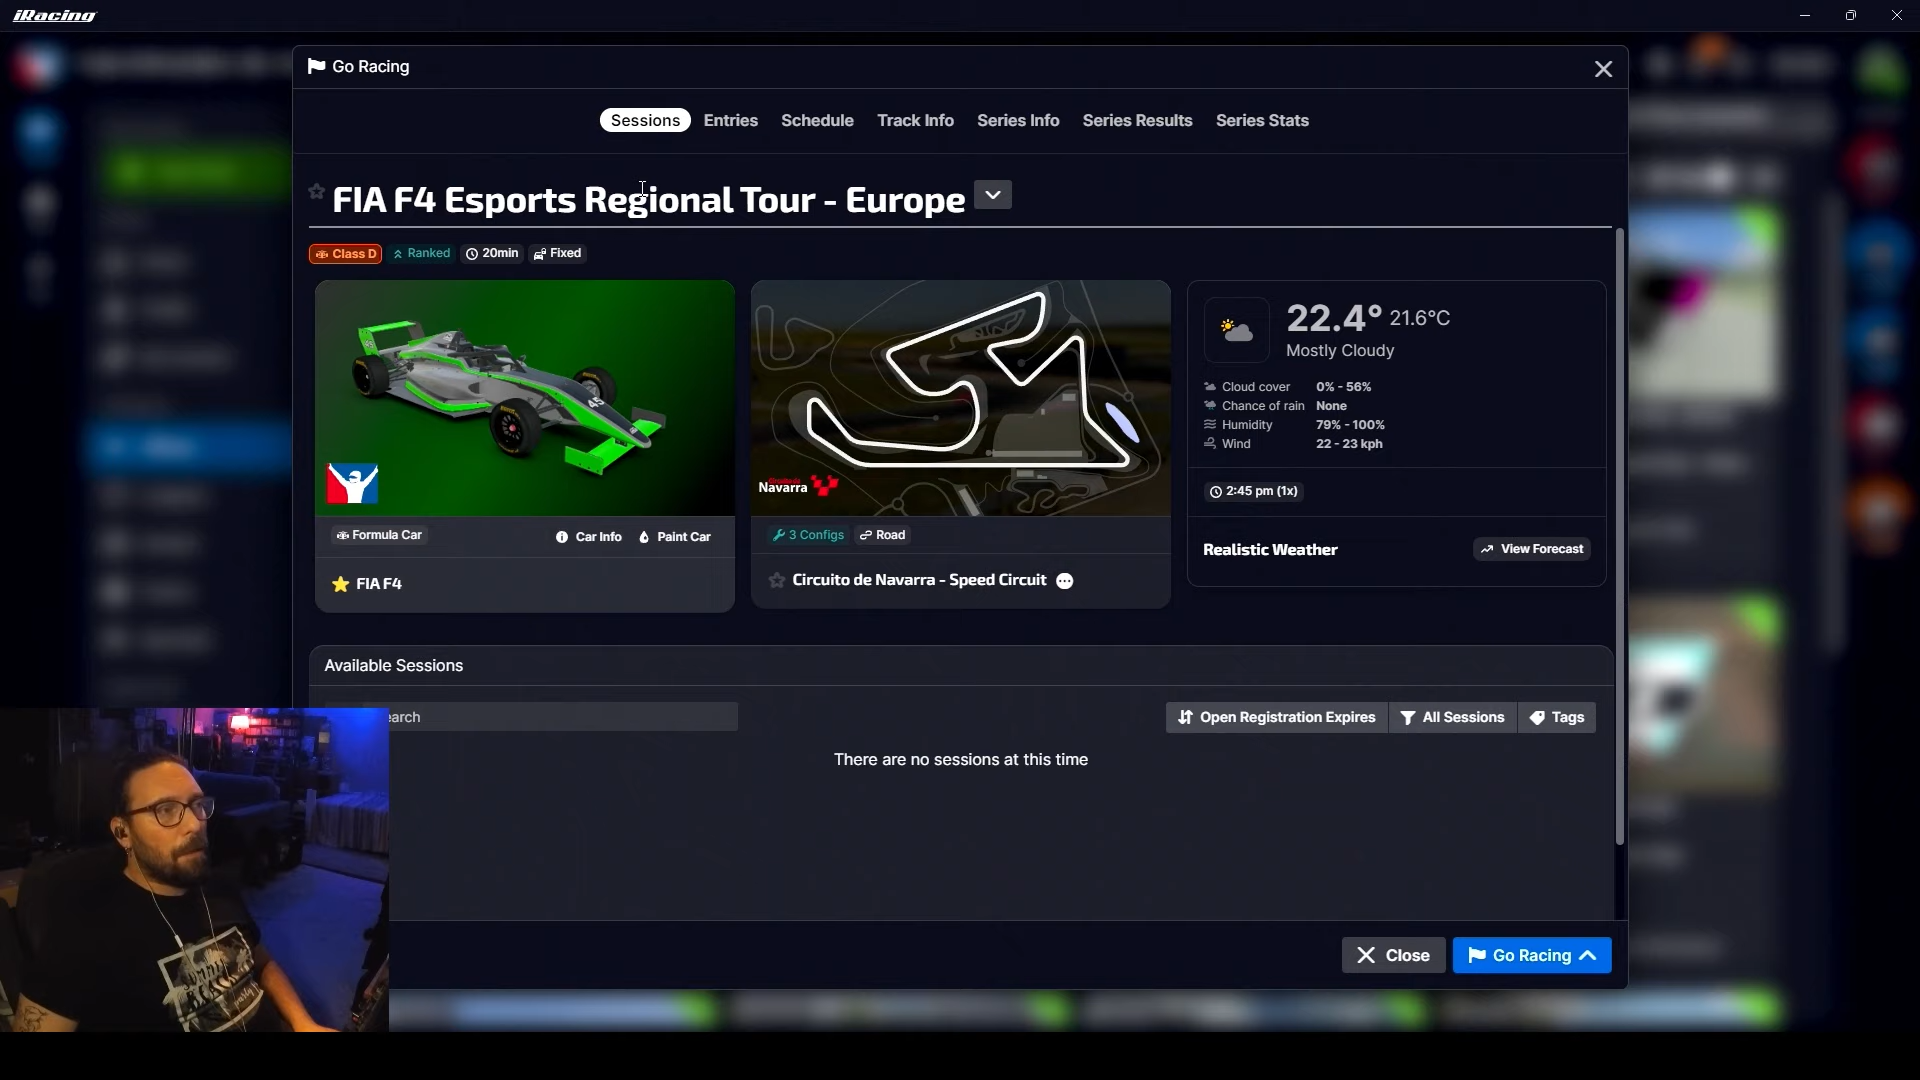 iRacing
Go Racing
Sessions Entries Schedule Track Info Series Info Series Results Series Stats
FIA F4 Esports Regional Tour - Europe
Class D Ranked 20min Fixed
22.4° 21.6°C
Mostly Cloudy
Cloud cover 0% - 56%
Chance of rain None
Humidity 79% - 100%
Wind 22 - 23 kph
Navarra
2:45 pm (1x)
Formula Car Car Info Paint Car
3 Configs Road
Realistic Weather View Forecast
FIA F4
Circuito de Navarra - Speed Circuit
Available Sessions
earch
Open Registration Expires All Sessions Tags
There are no sessions at this time
Close Go Racing